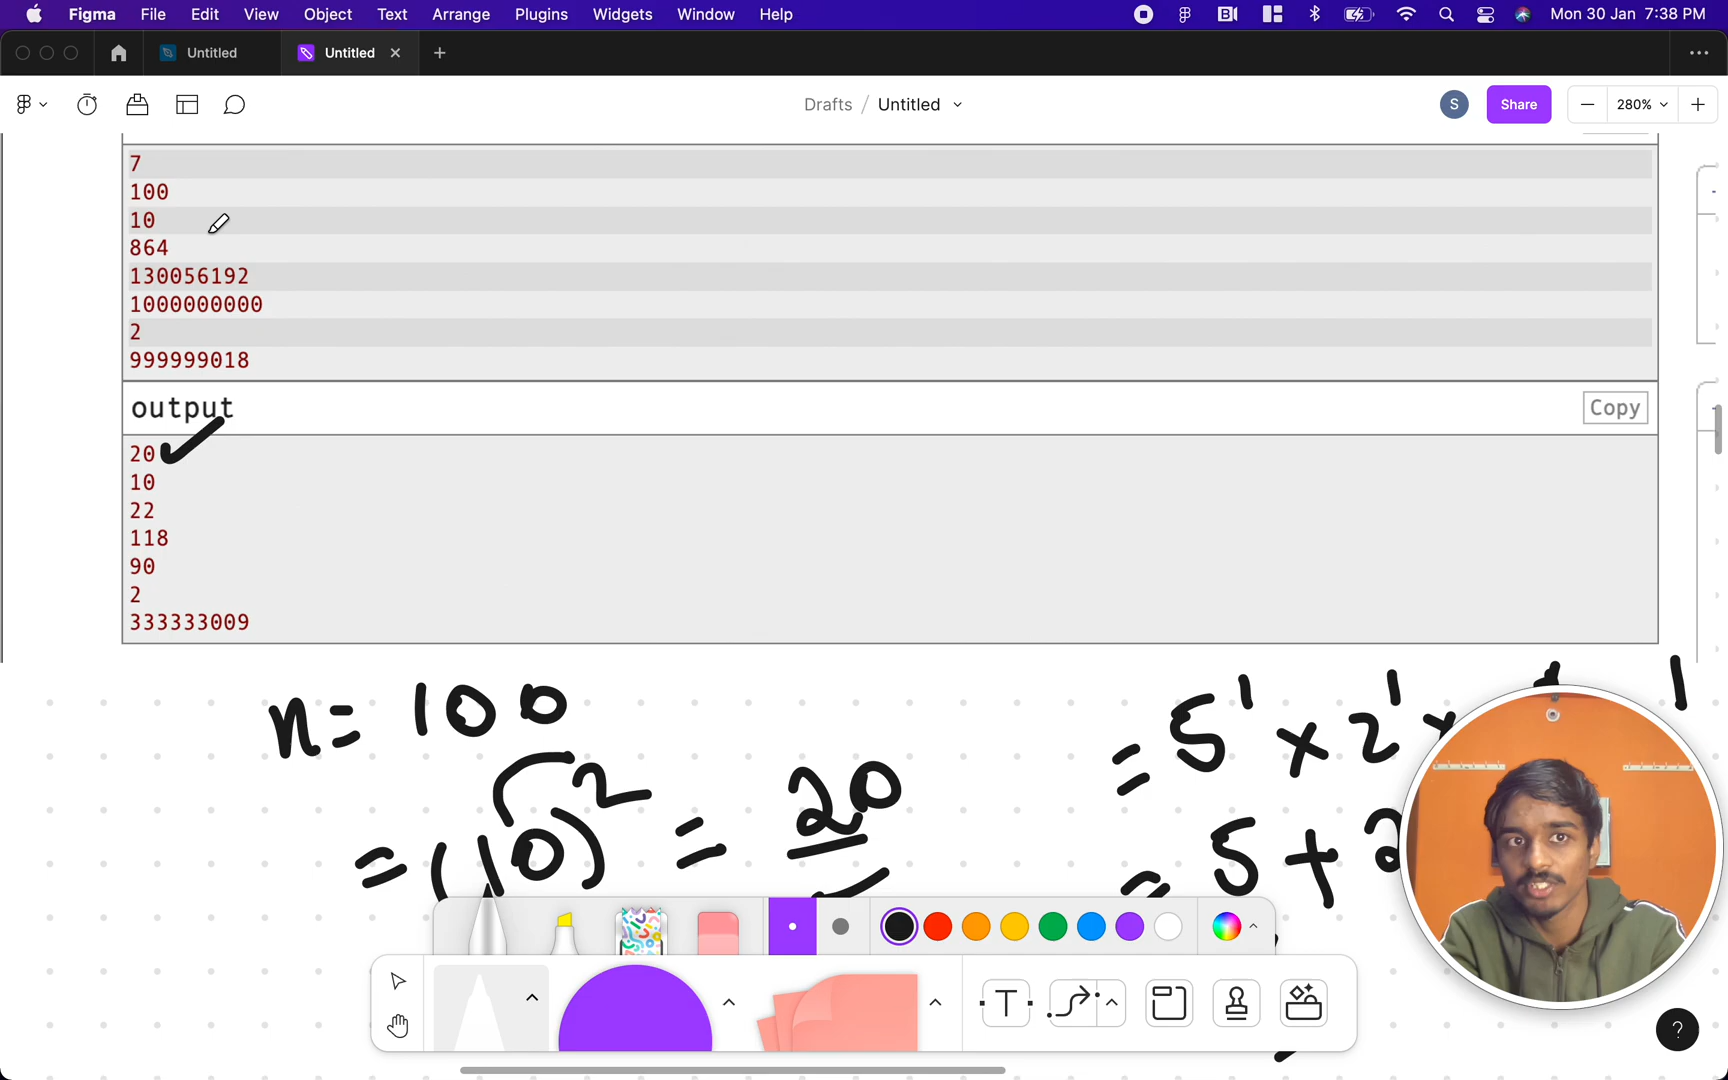 Figma File Edit View Object Text Arrange Plugins Widgets Window Help Mon 30 Jan 7:38 PM
Untitled Untitled
Drafts / Untitled S Share 280%
7
100
10
864
130056192
1000000000
2
999999018
output Copy
20
10
22
118
90
2
333333009
n = 100
= 5¹ × 2¹ ×
= (10)² = 20
= 5 + 2
T
?